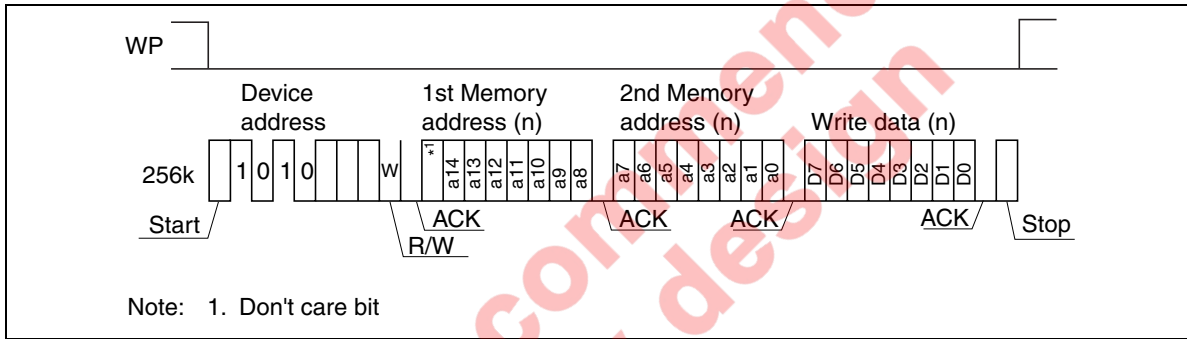 WP
Device address
1st Memory address (n)
2nd Memory address (n)
Write data (n)
256k
1 0 1 0 W *1 a14 a13 a12 a11 a10 a9 a8 a7 a6 a5 a4 a3 a2 a1 a0 D7 D6 D5 D4 D3 D2 D1 D0
Start
R/W
ACK
ACK
ACK
ACK
Stop
Note: 1. Don't care bit
commen
design